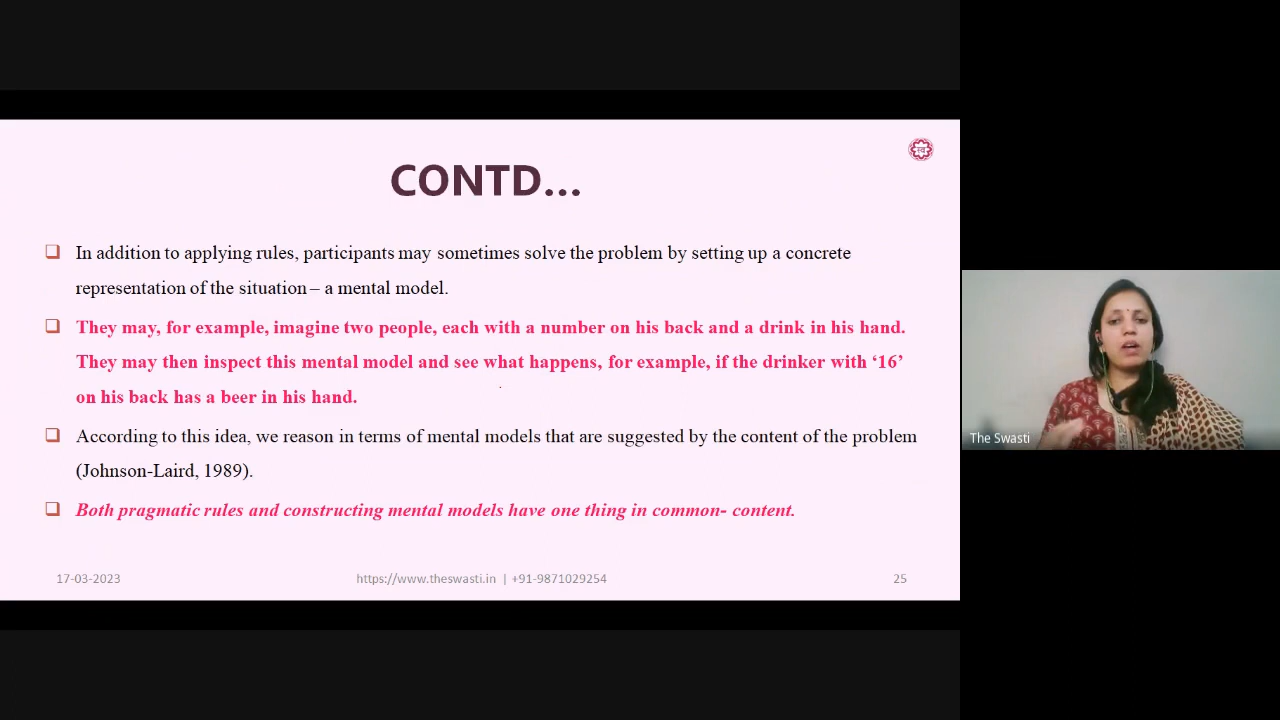 CONTD...
❑ In addition to applying rules, participants may sometimes solve the problem by setting up a concrete
representation of the situation – a mental model.
❑ They may, for example, imagine two people, each with a number on his back and a drink in his hand.
They may then inspect this mental model and see what happens, for example, if the drinker with ‘16’
on his back has a beer in his hand.
❑ According to this idea, we reason in terms of mental models that are suggested by the content of the problem
(Johnson-Laird, 1989).
❑ Both pragmatic rules and constructing mental models have one thing in common- content.
17-03-2023
https://www.theswasti.in | +91-9871029254
25
The Swasti